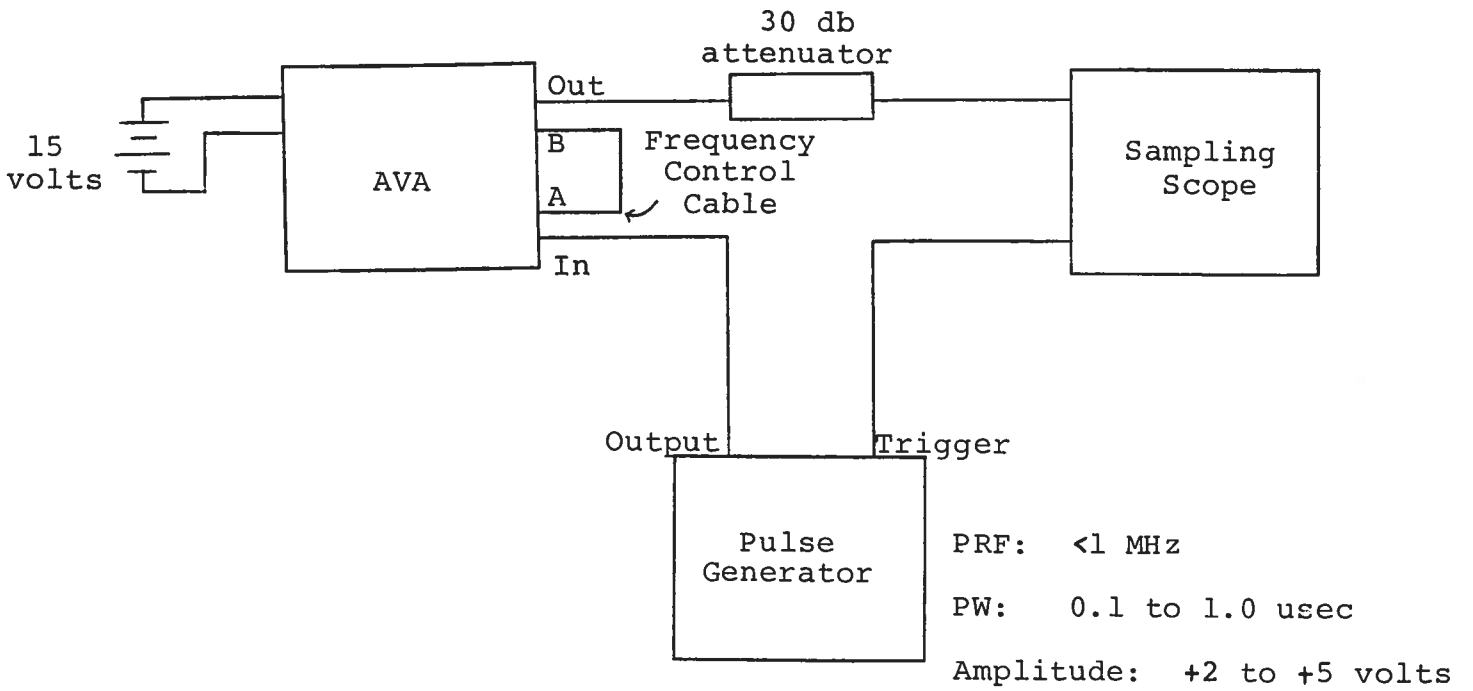 30 db
attenuator
Out
15
volts
AVA
B
A
Frequency
Control
Cable
In
Sampling
Scope
Output
Trigger
Pulse
Generator
PRF: <1 MHz
PW: 0.1 to 1.0 usec
Amplitude: +2 to +5 volts